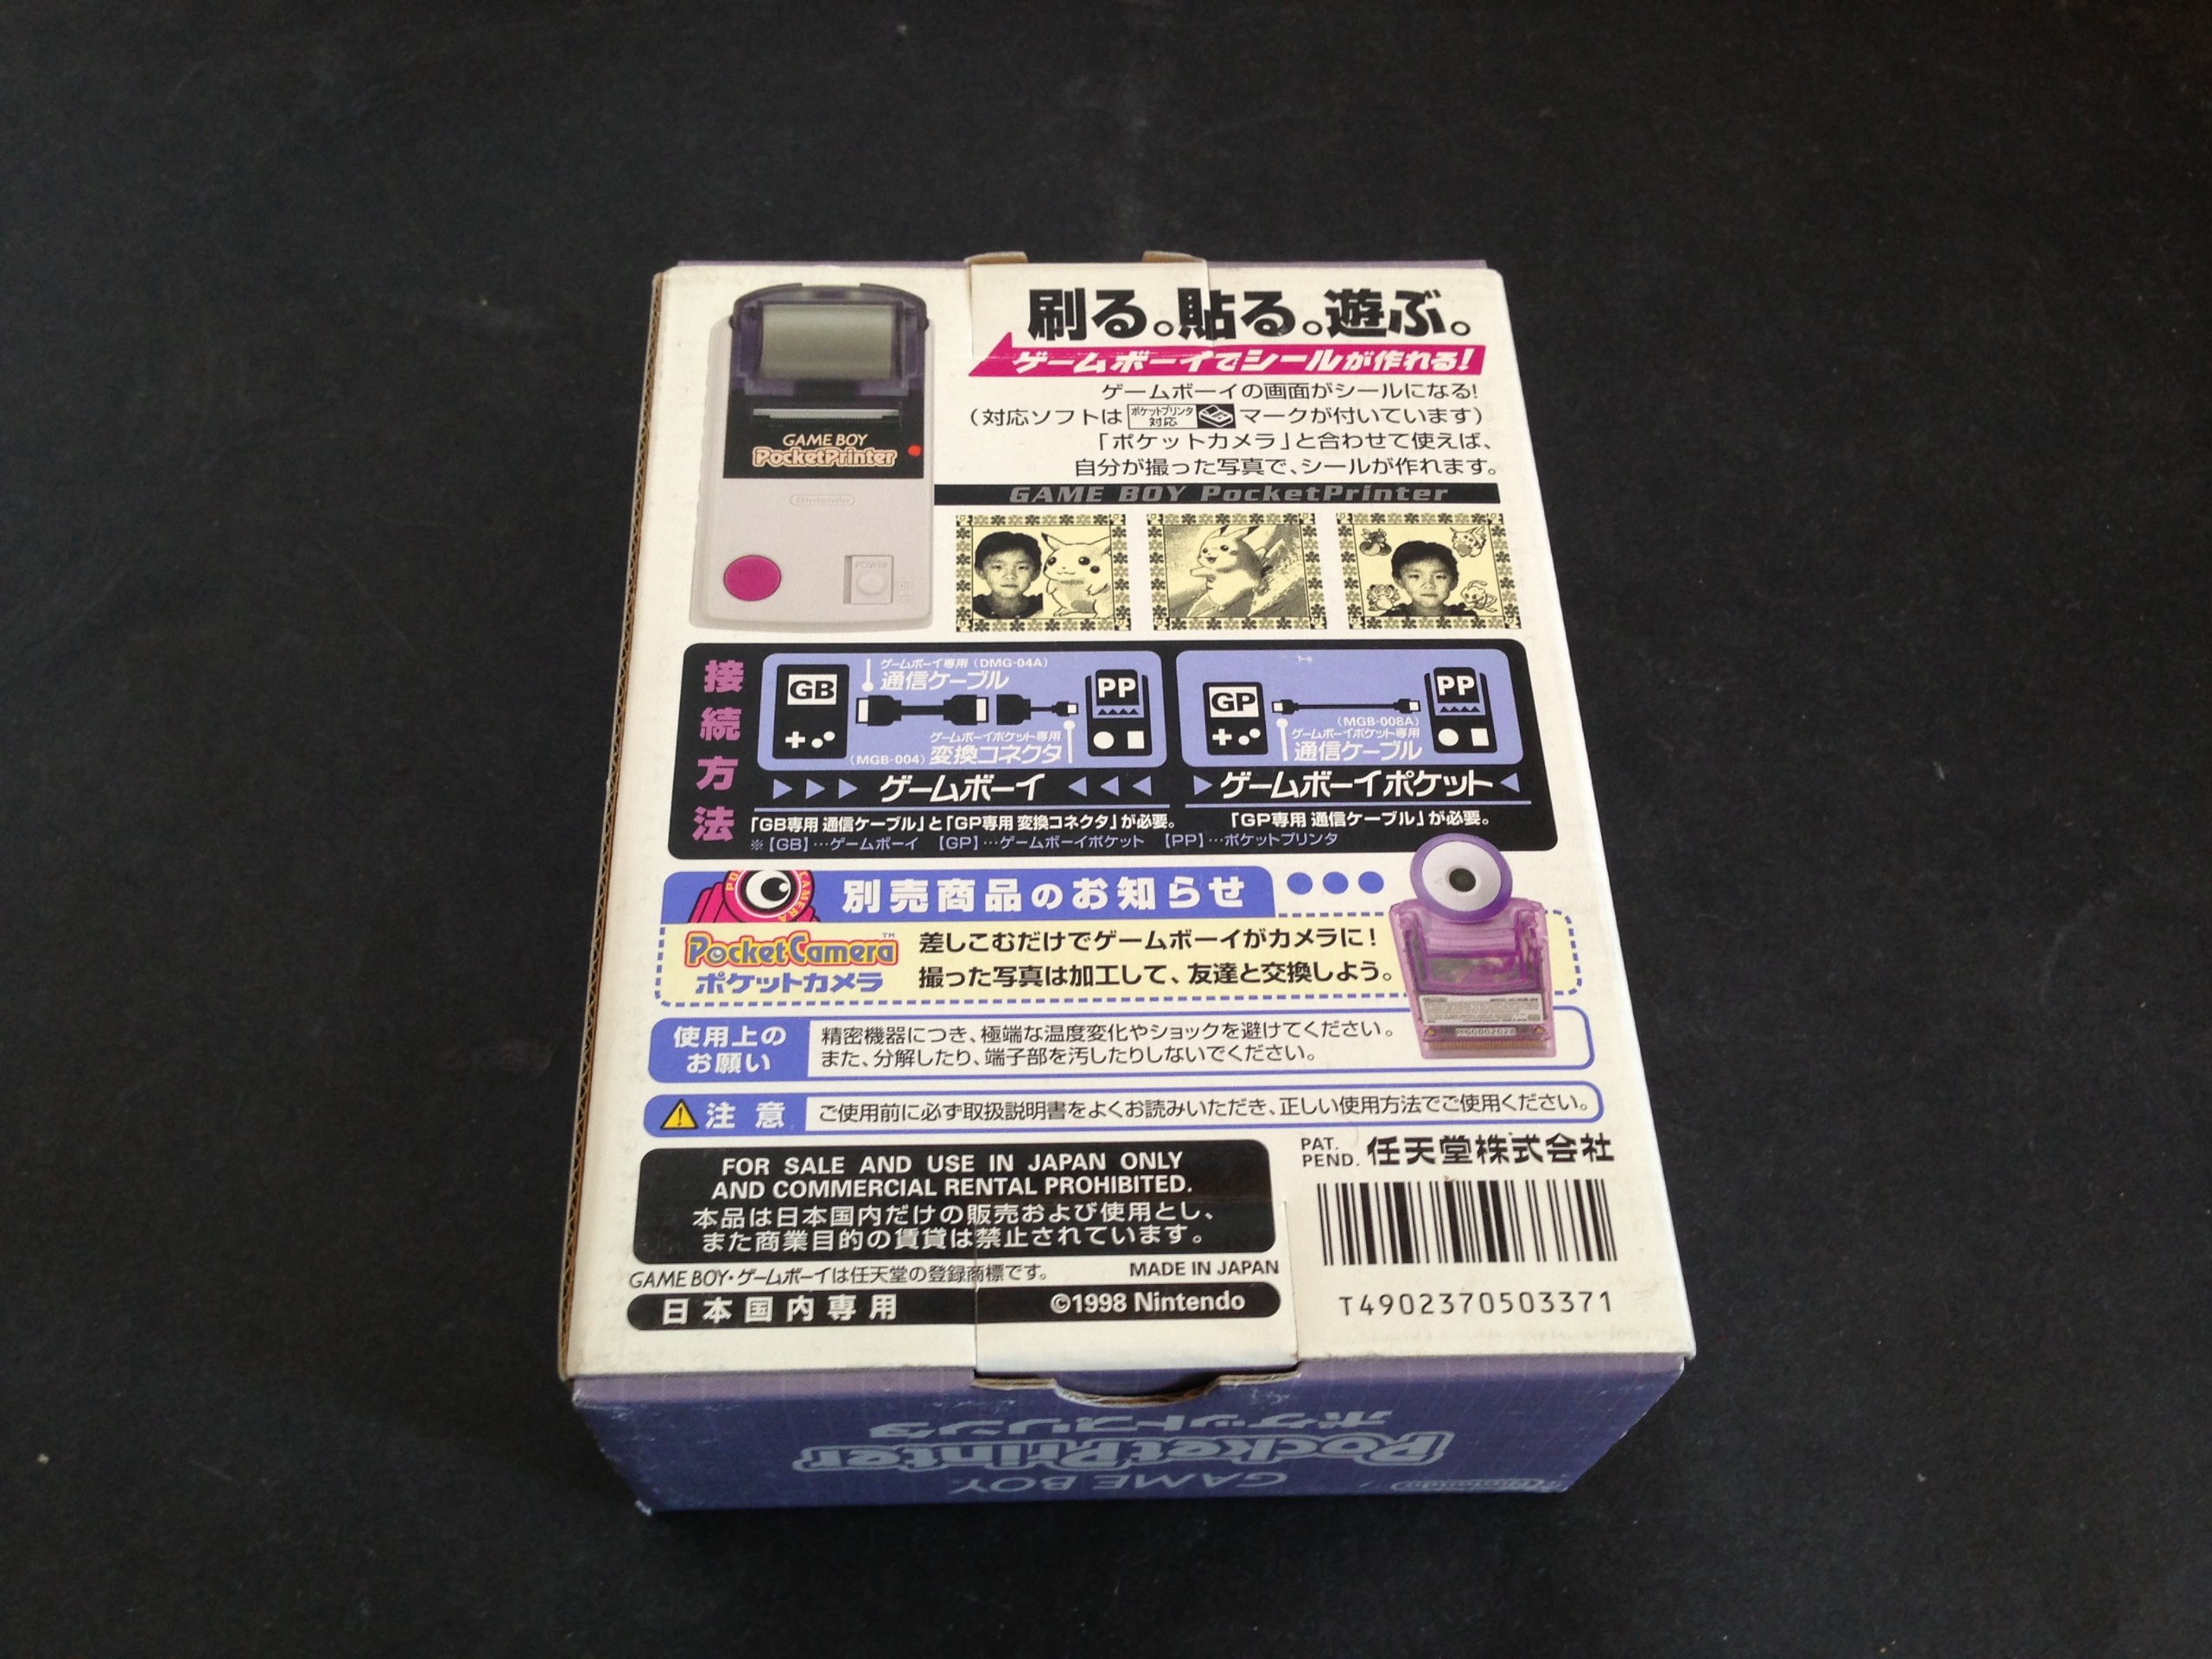 刷る。貼る。遊ぶ。
ゲームボーイでシールが作れる!
ゲームボーイの画面がシールになる!
(対応ソフトは ポケットプリンタ対応 マークが付いています)
「ポケットカメラ」と合わせて使えば、
自分が撮った写真で、シールが作れます。
GAME BOY PocketPrinter
GAME BOY
PocketPrinter
Nintendo
POWER
接続方法
GB
ゲームボーイ専用(DMG-04A)
通信ケーブル
PP
ゲームボーイポケット専用
(MGB-004)変換コネクタ
ゲームボーイ
「GB専用 通信ケーブル」と「GP専用 変換コネクタ」が必要。
GP
PP
(MGB-008A)
ゲームボーイポケット専用
通信ケーブル
ゲームボーイポケット
「GP専用 通信ケーブル」が必要。
※【GB】…ゲームボーイ 【GP】…ゲームボーイポケット 【PP】…ポケットプリンタ
別売商品のお知らせ
PocketCamera™
ポケットカメラ
差しこむだけでゲームボーイがカメラに!
撮った写真は加工して、友達と交換しよう。
使用上の
お願い
精密機器につき、極端な温度変化やショックを避けてください。
また、分解したり、端子部を汚したりしないでください。
注意
ご使用前に必ず取扱説明書をよくお読みいただき、正しい使用方法でご使用ください。
FOR SALE AND USE IN JAPAN ONLY
AND COMMERCIAL RENTAL PROHIBITED.
本品は日本国内だけの販売および使用とし、
また商業目的の賃貸は禁止されています。
GAME BOY・ゲームボーイは任天堂の登録商標です。
MADE IN JAPAN
日本国内専用
©1998 Nintendo
PAT.
PEND.
任天堂株式会社
T4902370503371
ポケットプリンタ
PocketPrinter
GAME BOY
Nintendo